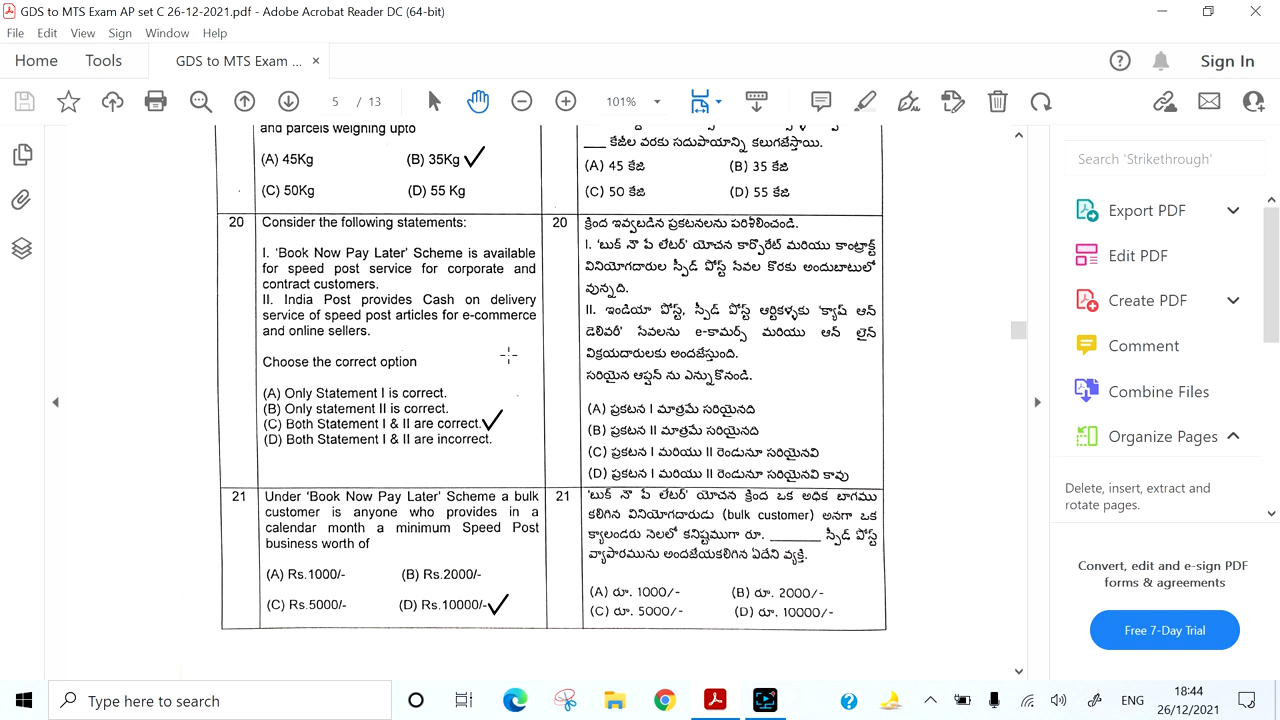 GDS to MTS Exam AP set C 26-12-2021.pdf - Adobe Acrobat Reader DC (64-bit)
File Edit View Sign Window Help
Home Tools GDS to MTS Exam ... × Sign In
5 / 13 101%
and parcels weighing upto
(A) 45Kg (B) 35Kg
(C) 50Kg (D) 55 Kg
___ కేజీల వరకు సదుపాయాన్ని కలుగజేస్తాయి.
(A) 45 కేజి (B) 35 కేజి
(C) 50 కేజి (D) 55 కేజి
20 Consider the following statements:
I. 'Book Now Pay Later' Scheme is available
for speed post service for corporate and
contract customers.
II. India Post provides Cash on delivery
service of speed post articles for e-commerce
and online sellers.
Choose the correct option
(A) Only Statement I is correct.
(B) Only statement II is correct.
(C) Both Statement I & II are correct.
(D) Both Statement I & II are incorrect.
20 క్రింద ఇవ్వబడిన ప్రకటనలను పరిశీలించండి.
I. 'బుక్ నౌ పే లేటర్' యోచన కార్పొరేట్ మరియు కాంట్రాక్ట్
వినియోగదారుల స్పీడ్ పోస్ట్ సేవల కొరకు అందుబాటులో
వున్నది.
II. ఇండియా పోస్ట్, స్పీడ్ పోస్ట్ ఆర్టికళ్ళకు 'క్యాష్ ఆన్
డెలివరీ' సేవలను e-కామర్స్ మరియు ఆన్ లైన్
విక్రయదారులకు అందజేస్తుంది.
సరియైన ఆప్షన్ ను ఎన్నుకొనండి.
(A) ప్రకటన I మాత్రమే సరియైనది
(B) ప్రకటన II మాత్రమే సరియైనది
(C) ప్రకటన I మరియు II రెండునూ సరియైనవి
(D) ప్రకటన I మరియు II రెండునూ సరియైనవి కావు
21 Under 'Book Now Pay Later' Scheme a bulk
customer is anyone who provides in a
calendar month a minimum Speed Post
business worth of
(A) Rs.1000/- (B) Rs.2000/-
(C) Rs.5000/- (D) Rs.10000/-
21 'బుక్ నౌ పే లేటర్' యోచన క్రింద ఒక అధిక బాగము
కలిగిన వినియోగదారుడు (bulk customer) అనగా ఒక
క్యాలండరు నెలలో కనిష్టముగా రూ. _______ స్పీడ్ పోస్ట్
వ్యాపారమును అందజేయకలిగిన ఏదేని వ్యక్తి.
(A) రూ. 1000/- (B) రూ. 2000/-
(C) రూ. 5000/- (D) రూ. 10000/-
Search 'Strikethrough'
Export PDF
Edit PDF
Create PDF
Comment
Combine Files
Organize Pages
Delete, insert, extract and
rotate pages.
Convert, edit and e-sign PDF
forms & agreements
Free 7-Day Trial
Type here to search
ENG
18:44
26/12/2021